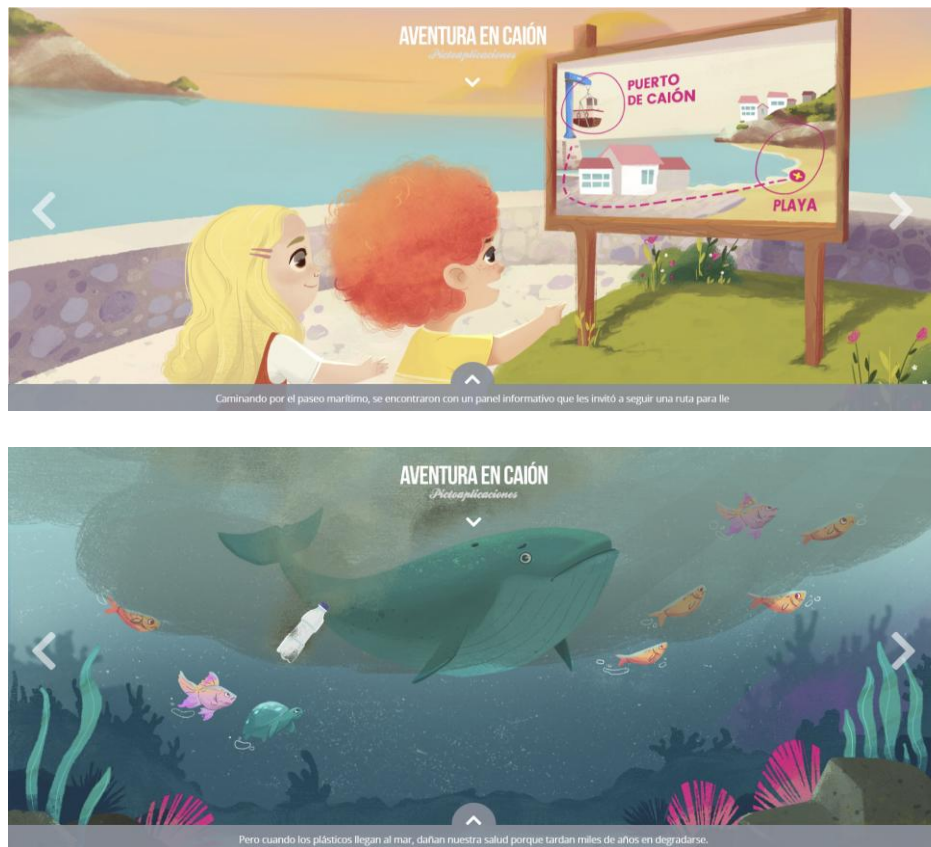 AVENTURA EN CAIÓN
Pictoaplicaciones
PUERTO
DE CAIÓN
PLAYA
Caminando por el paseo marítimo, se encontraron con un panel informativo que les invitó a seguir una ruta para lle
AVENTURA EN CAIÓN
Pictoaplicaciones
Pero cuando los plásticos llegan al mar, dañan nuestra salud porque tardan miles de años en degradarse.